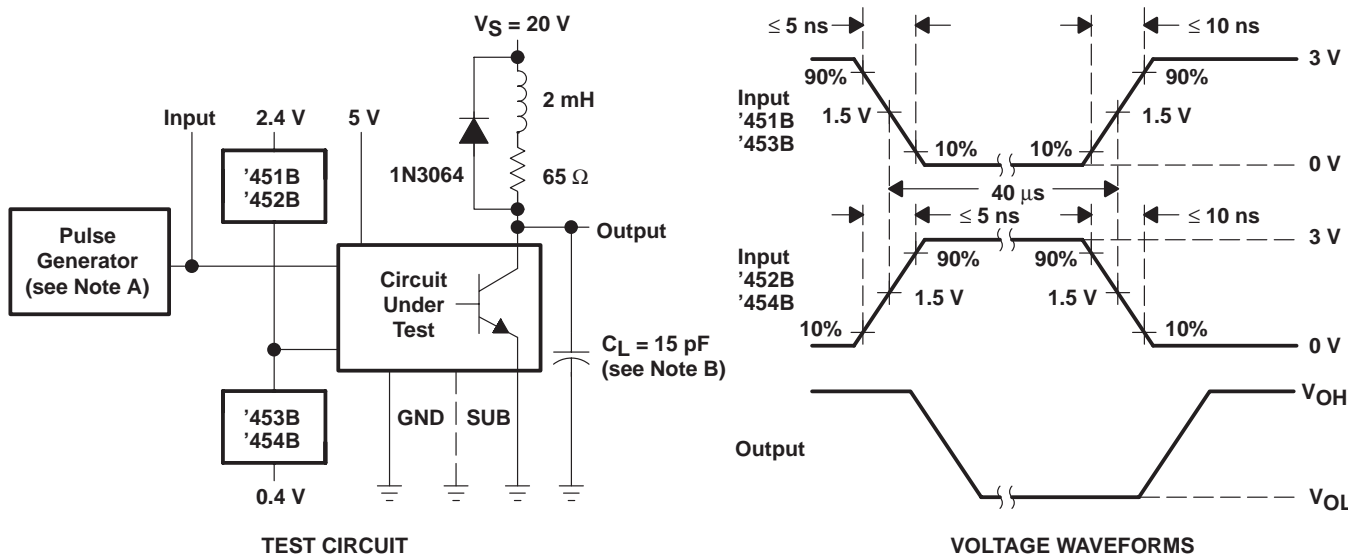 VS = 20 V
2 mH
Input
2.4 V
5 V
'451B
'452B
1N3064
65 Ω
Pulse
Generator
(see Note A)
Output
Circuit
Under
Test
CL = 15 pF
(see Note B)
'453B
'454B
GND
SUB
0.4 V
TEST CIRCUIT
≤ 5 ns
≤ 10 ns
3 V
90%
90%
Input
'451B
'453B
1.5 V
1.5 V
10%
10%
0 V
40 µs
≤ 5 ns
≤ 10 ns
3 V
Input
'452B
'454B
90%
90%
1.5 V
1.5 V
10%
10%
0 V
VOH
Output
VOL
VOLTAGE WAVEFORMS